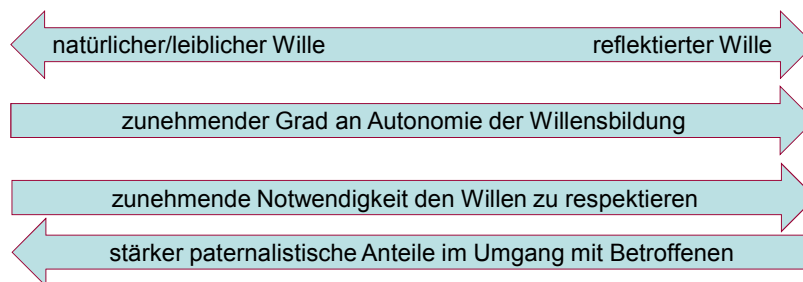 natürlicher/leiblicher Wille reflektierter Wille
zunehmender Grad an Autonomie der Willensbildung
zunehmende Notwendigkeit den Willen zu respektieren
stärker paternalistische Anteile im Umgang mit Betroffenen